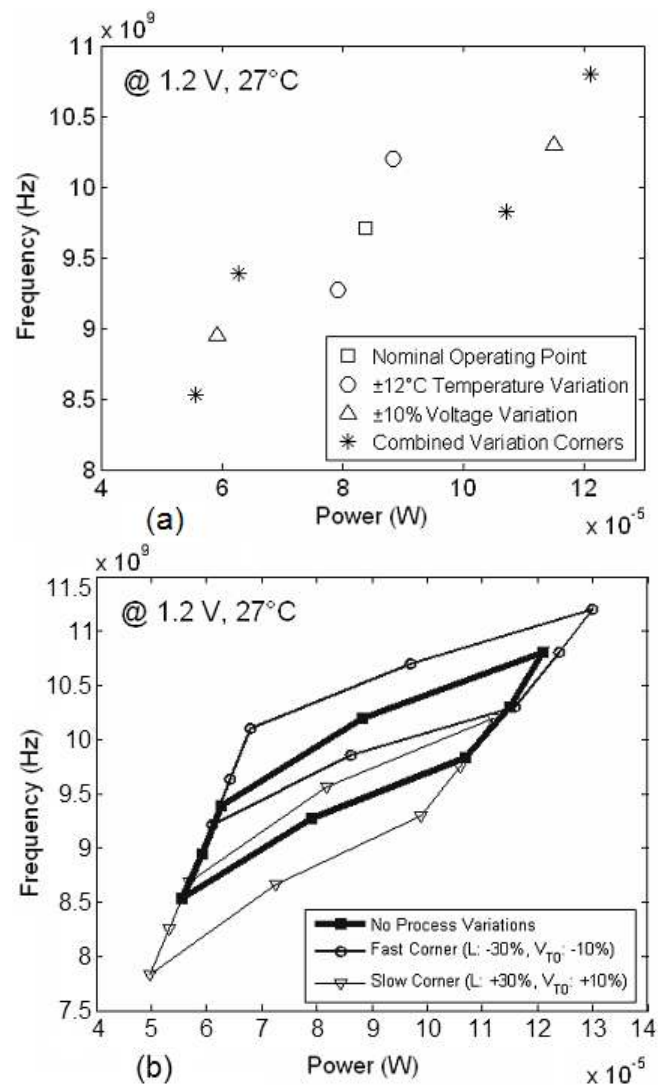 x 10⁹
11
@ 1.2 V, 27°C
10.5
10
9.5
9
8.5
8
Frequency (Hz)
□ Nominal Operating Point
○ ±12°C Temperature Variation
△ ±10% Voltage Variation
* Combined Variation Corners
4 6 8 10 12
(a) Power (W) x 10⁻⁵
x 10⁹
11.5
@ 1.2 V, 27°C
11
10.5
10
9.5
9
8.5
8
7.5
Frequency (Hz)
No Process Variations
Fast Corner (L: -30%, V_T0: -10%)
Slow Corner (L: +30%, V_T0: +10%)
4 5 6 7 8 9 10 11 12 13 14
(b) Power (W) x 10⁻⁵